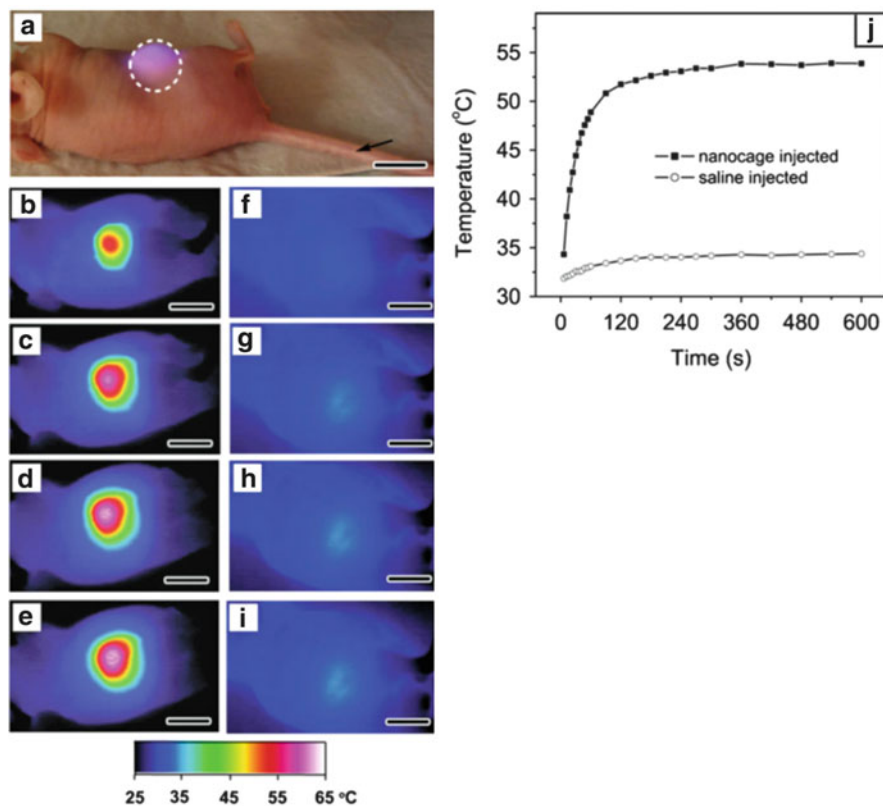 a
b
f
c
g
d
h
e
i
25 35 45 55 65 °C
j
Temperature (°C)
55
50
45
40
35
30
nanocage injected
saline injected
0 120 240 360 480 600
Time (s)